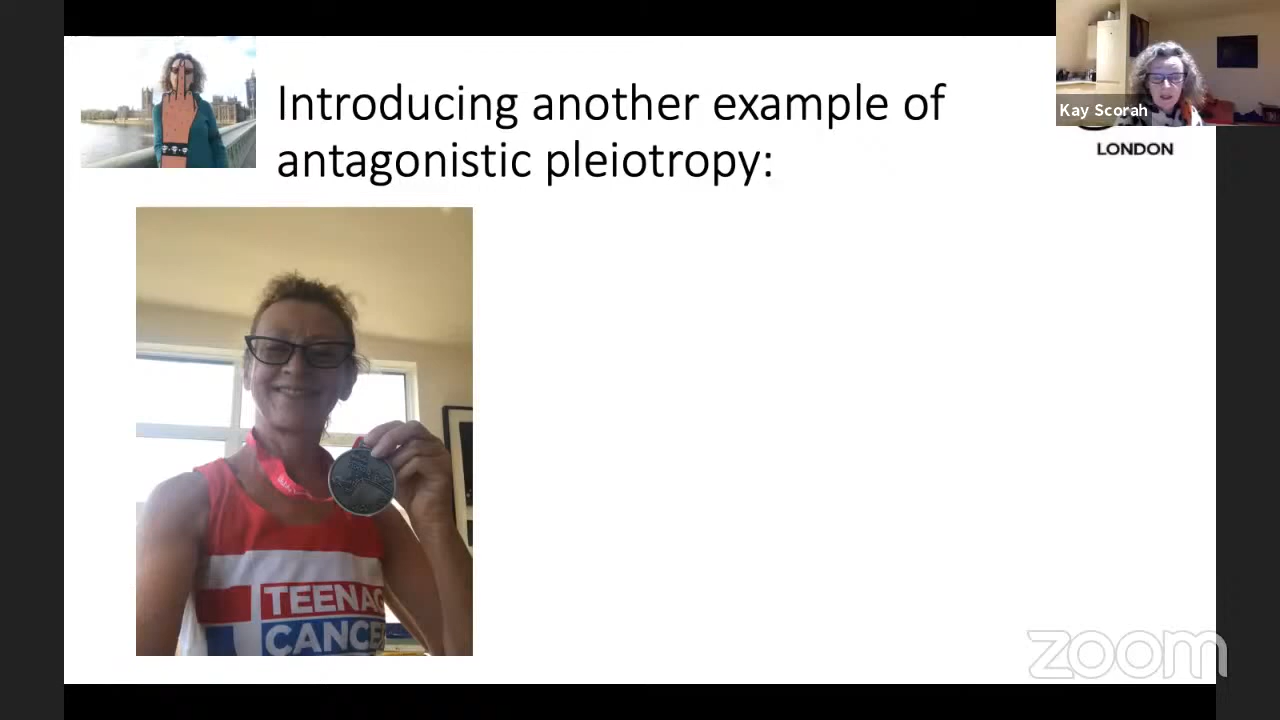 Introducing another example of
antagonistic pleiotropy:
Kay Scorah
LONDON
TEENAG
CANCE
zoom